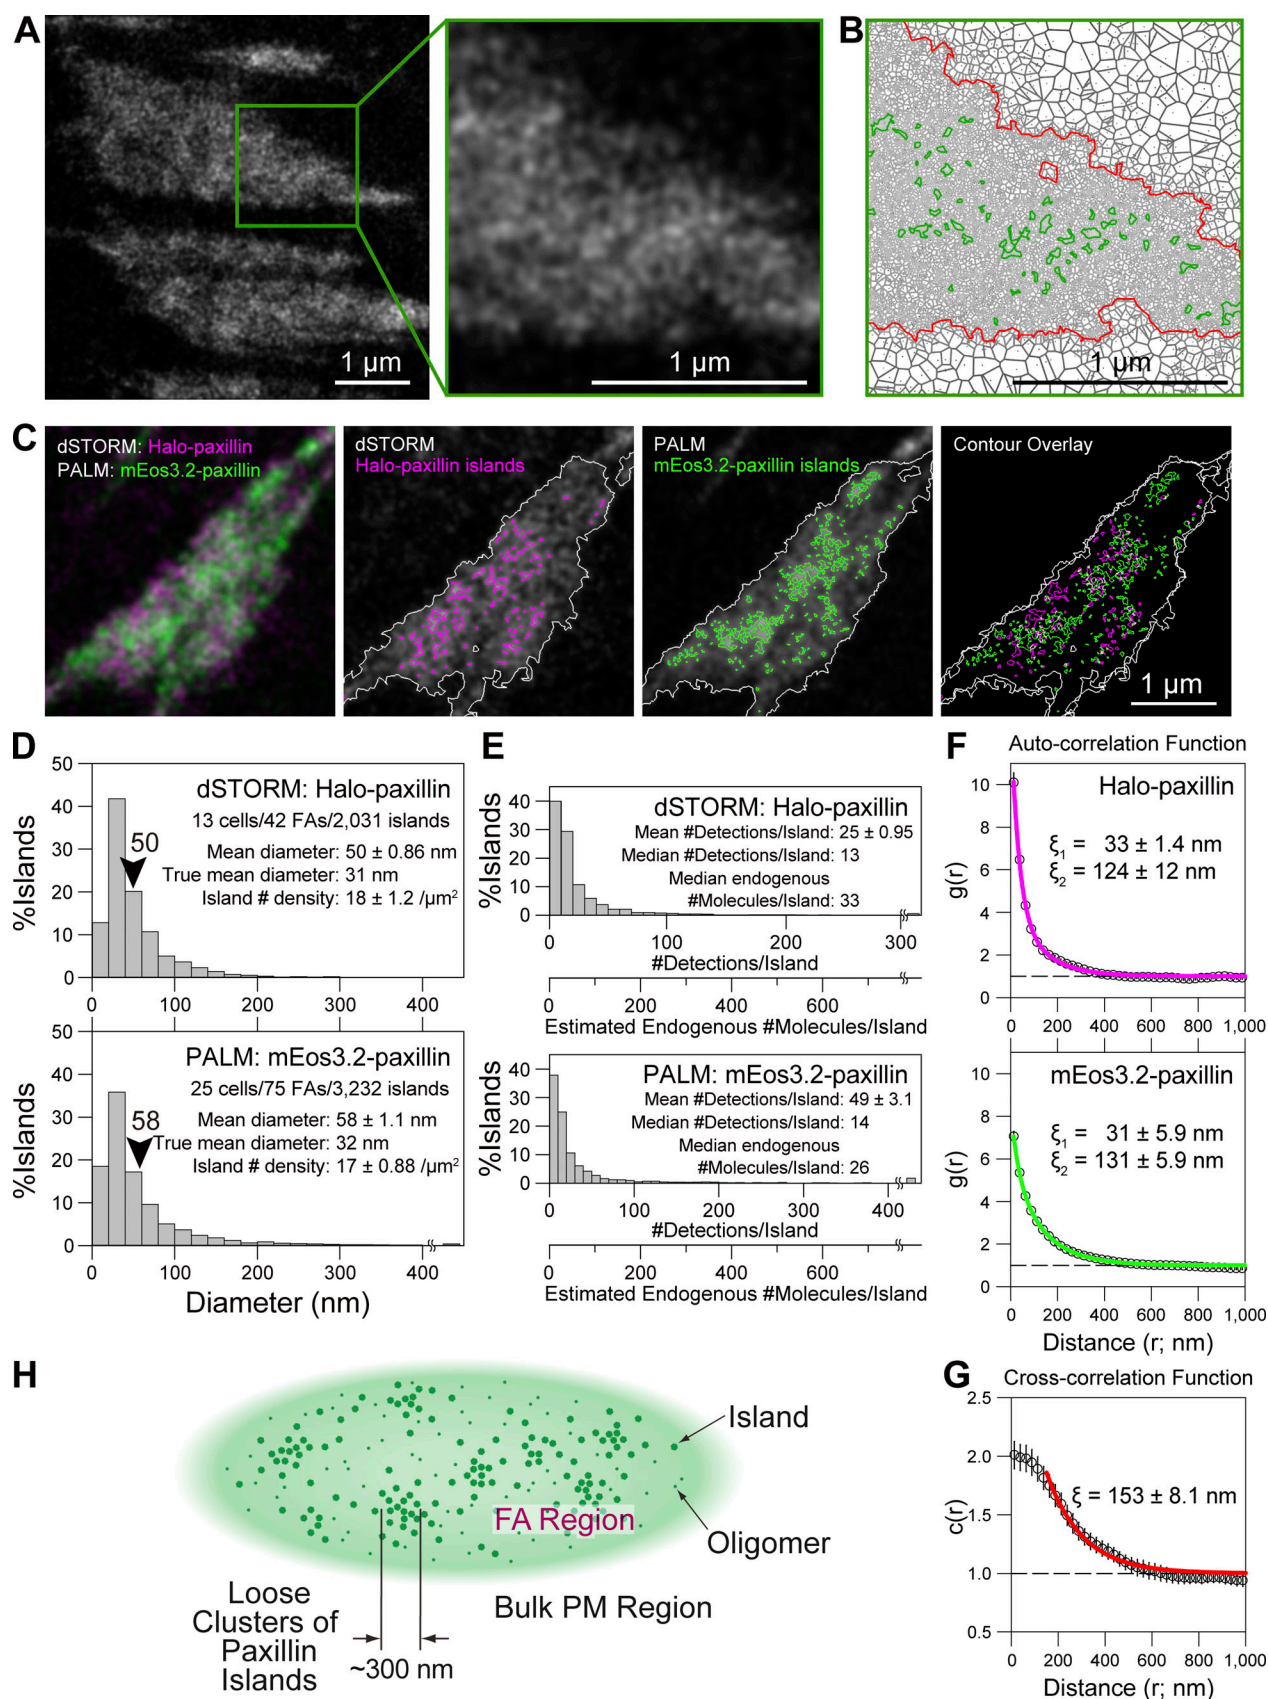 A
1 µm
1 µm
B
1 µm
C
dSTORM: Halo-paxillin
PALM: mEos3.2-paxillin
dSTORM
Halo-paxillin islands
PALM
mEos3.2-paxillin islands
Contour Overlay
1 µm
D
%Islands
50
40
30
20
10
0
dSTORM: Halo-paxillin
13 cells/42 FAs/2,031 islands
50
Mean diameter: 50 ± 0.86 nm
True mean diameter: 31 nm
Island # density: 18 ± 1.2 /µm²
0 100 200 300 400
%Islands
50
40
30
20
10
0
PALM: mEos3.2-paxillin
25 cells/75 FAs/3,232 islands
58
Mean diameter: 58 ± 1.1 nm
True mean diameter: 32 nm
Island # density: 17 ± 0.88 /µm²
0 100 200 300 400
Diameter (nm)
E
%Islands
40
30
20
10
0
dSTORM: Halo-paxillin
Mean #Detections/Island: 25 ± 0.95
Median #Detections/Island: 13
Median endogenous
#Molecules/Island: 33
0 100 200 300
#Detections/Island
0 200 400 600
Estimated Endogenous #Molecules/Island
%Islands
40
30
20
10
0
PALM: mEos3.2-paxillin
Mean #Detections/Island: 49 ± 3.1
Median #Detections/Island: 14
Median endogenous
#Molecules/Island: 26
0 100 200 300 400
#Detections/Island
0 200 400 600
Estimated Endogenous #Molecules/Island
F
Auto-correlation Function
g(r)
10
8
6
4
2
0
Halo-paxillin
ξ1 = 33 ± 1.4 nm
ξ2 = 124 ± 12 nm
0 200 400 600 800 1,000
g(r)
10
8
6
4
2
0
mEos3.2-paxillin
ξ1 = 31 ± 5.9 nm
ξ2 = 131 ± 5.9 nm
0 200 400 600 800 1,000
Distance (r; nm)
G
Cross-correlation Function
c(r)
2.5
2.0
1.5
1.0
0.5
ξ = 153 ± 8.1 nm
0 200 400 600 800 1,000
Distance (r; nm)
H
Island
FA Region
Oligomer
Loose
Clusters of
Paxillin
Islands
Bulk PM Region
~300 nm